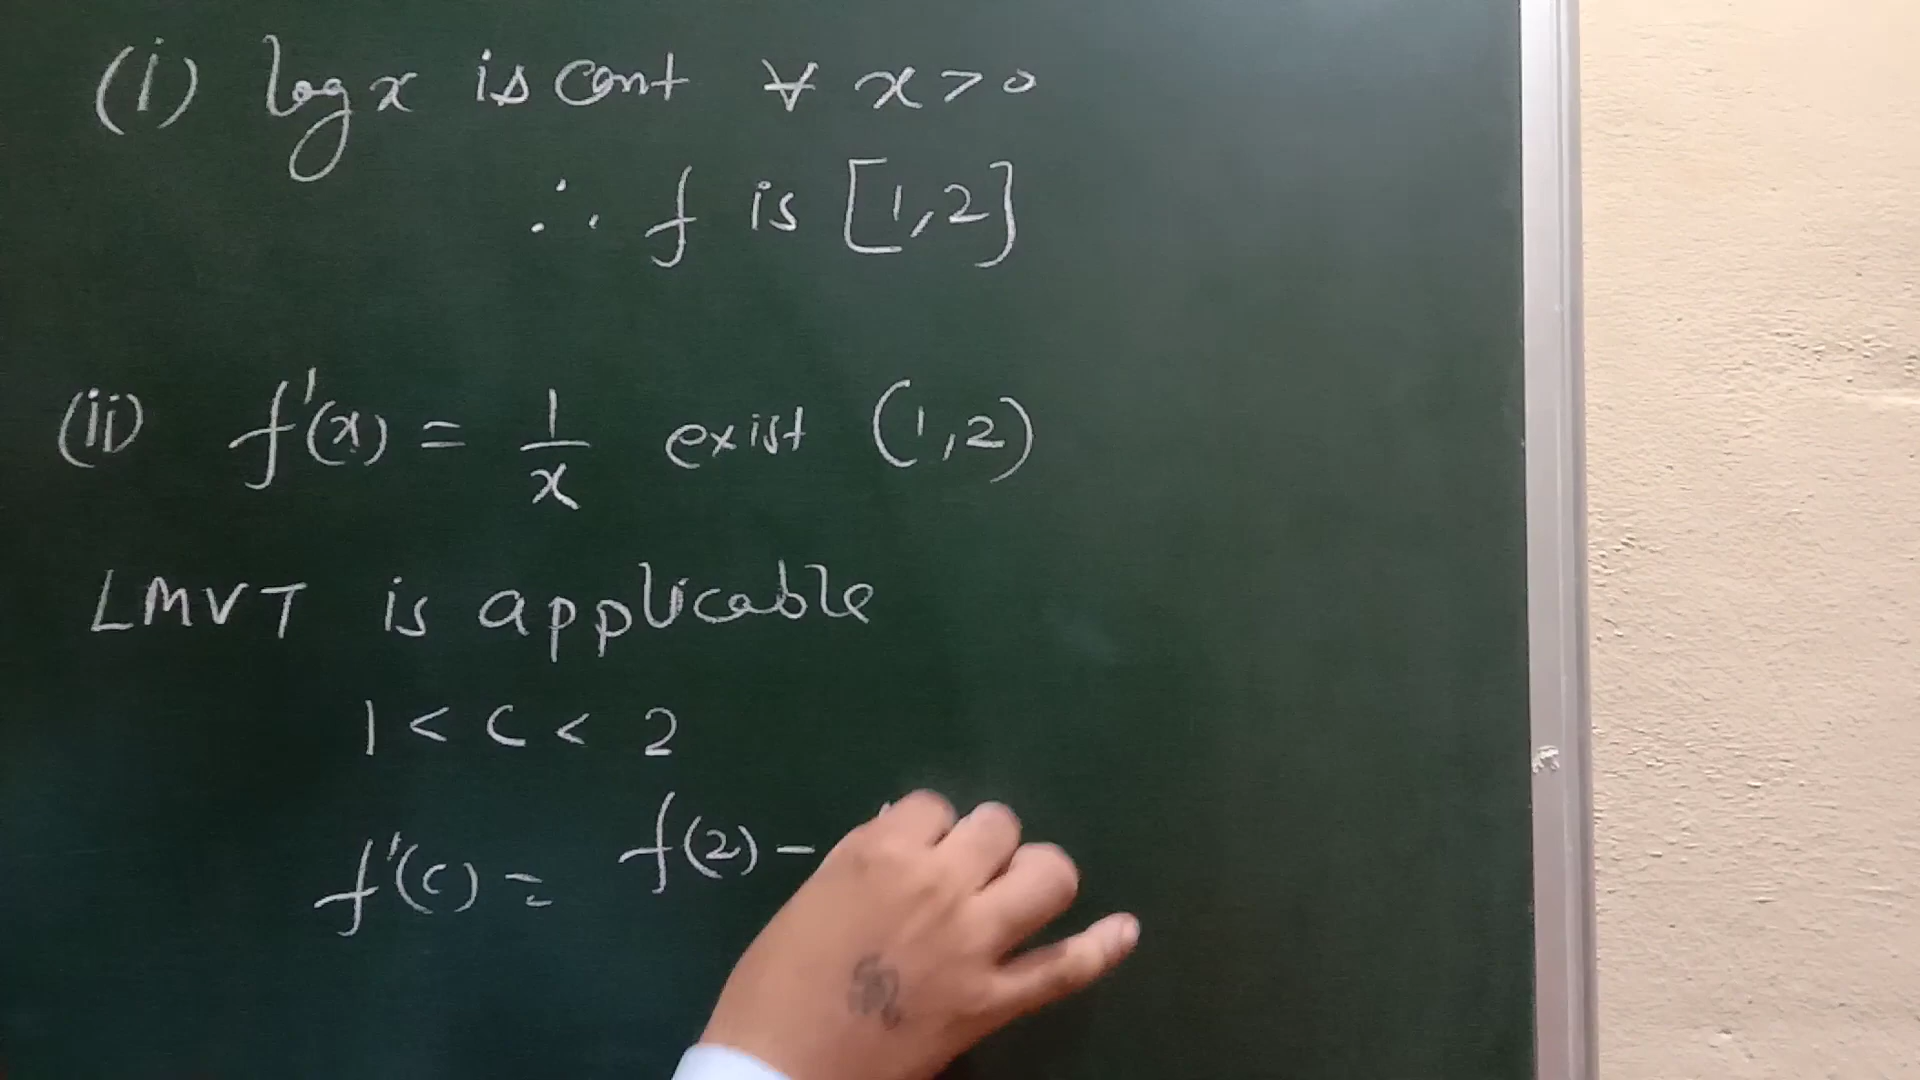 (i) log x is cont ∀ x > 0
∴ f is [1,2]
(ii) f'(x) = 1/x exist (1,2)
LMVT is applicable
1 < c < 2
f'(c) = f(2) -